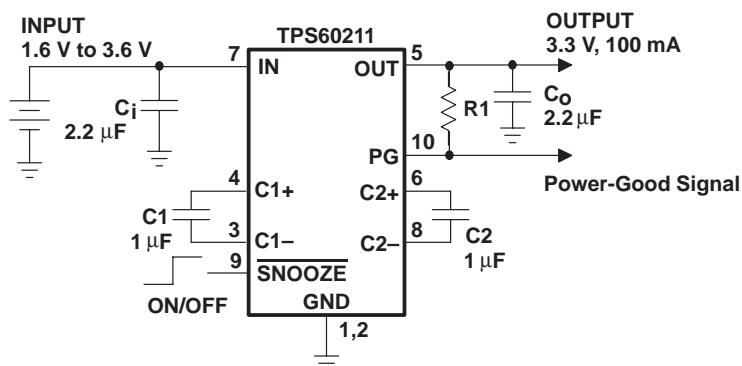 INPUT
1.6 V to 3.6 V
OUTPUT
3.3 V, 100 mA
TPS60211
7
IN
5
OUT
Ci
2.2 μF
R1
Co
2.2 μF
10
PG
Power-Good Signal
4
C1+
6
C2+
C1
1 μF
3
C1–
8
C2–
C2
1 μF
9
SNOOZE
ON/OFF
GND
1,2